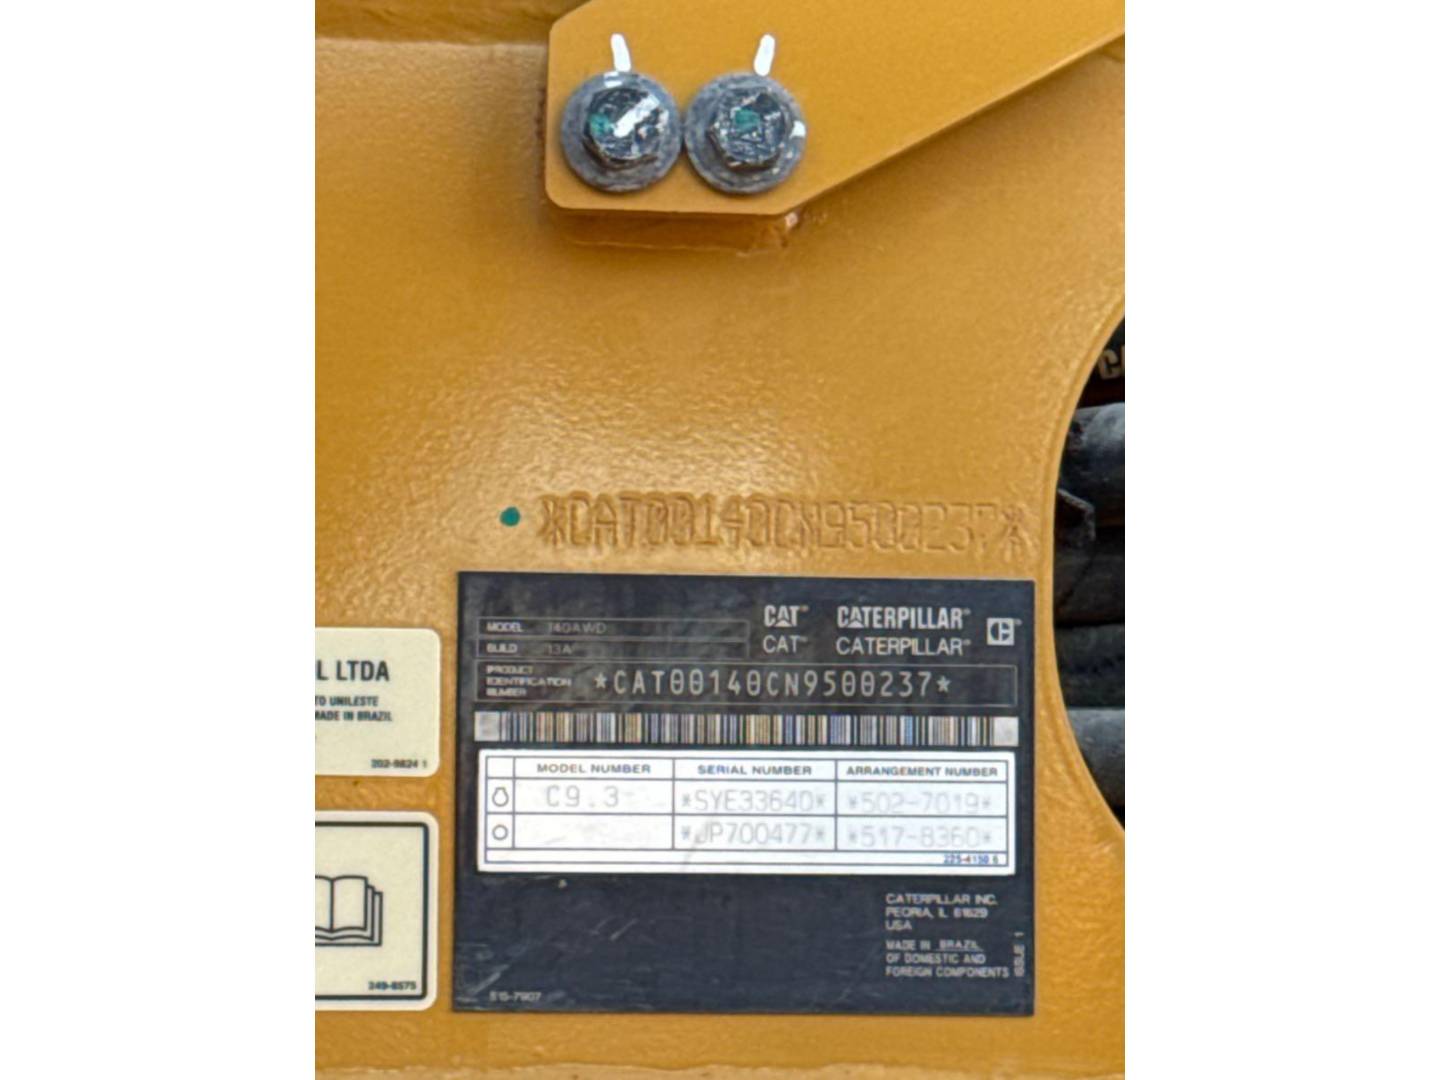 CA
*CAT00140CN9500237*
MODEL 140AWD
BUILD 13A
CAT® CATERPILLAR®
CAT® CATERPILLAR®
PRODUCT IDENTIFICATION NUMBER *CAT00140CN9500237*
L LTDA
TO UNILESTE
MADE IN BRAZIL
202-9824 1
MODEL NUMBER SERIAL NUMBER ARRANGEMENT NUMBER
C9.3 *SYE33640* *502-7019*
*JP700477* *517-8360*
225-4150 6
CATERPILLAR INC.
PEORIA, IL 61629
USA
MADE IN BRAZIL
OF DOMESTIC AND
FOREIGN COMPONENTS
ISSUE 1
349-8575
515-7907